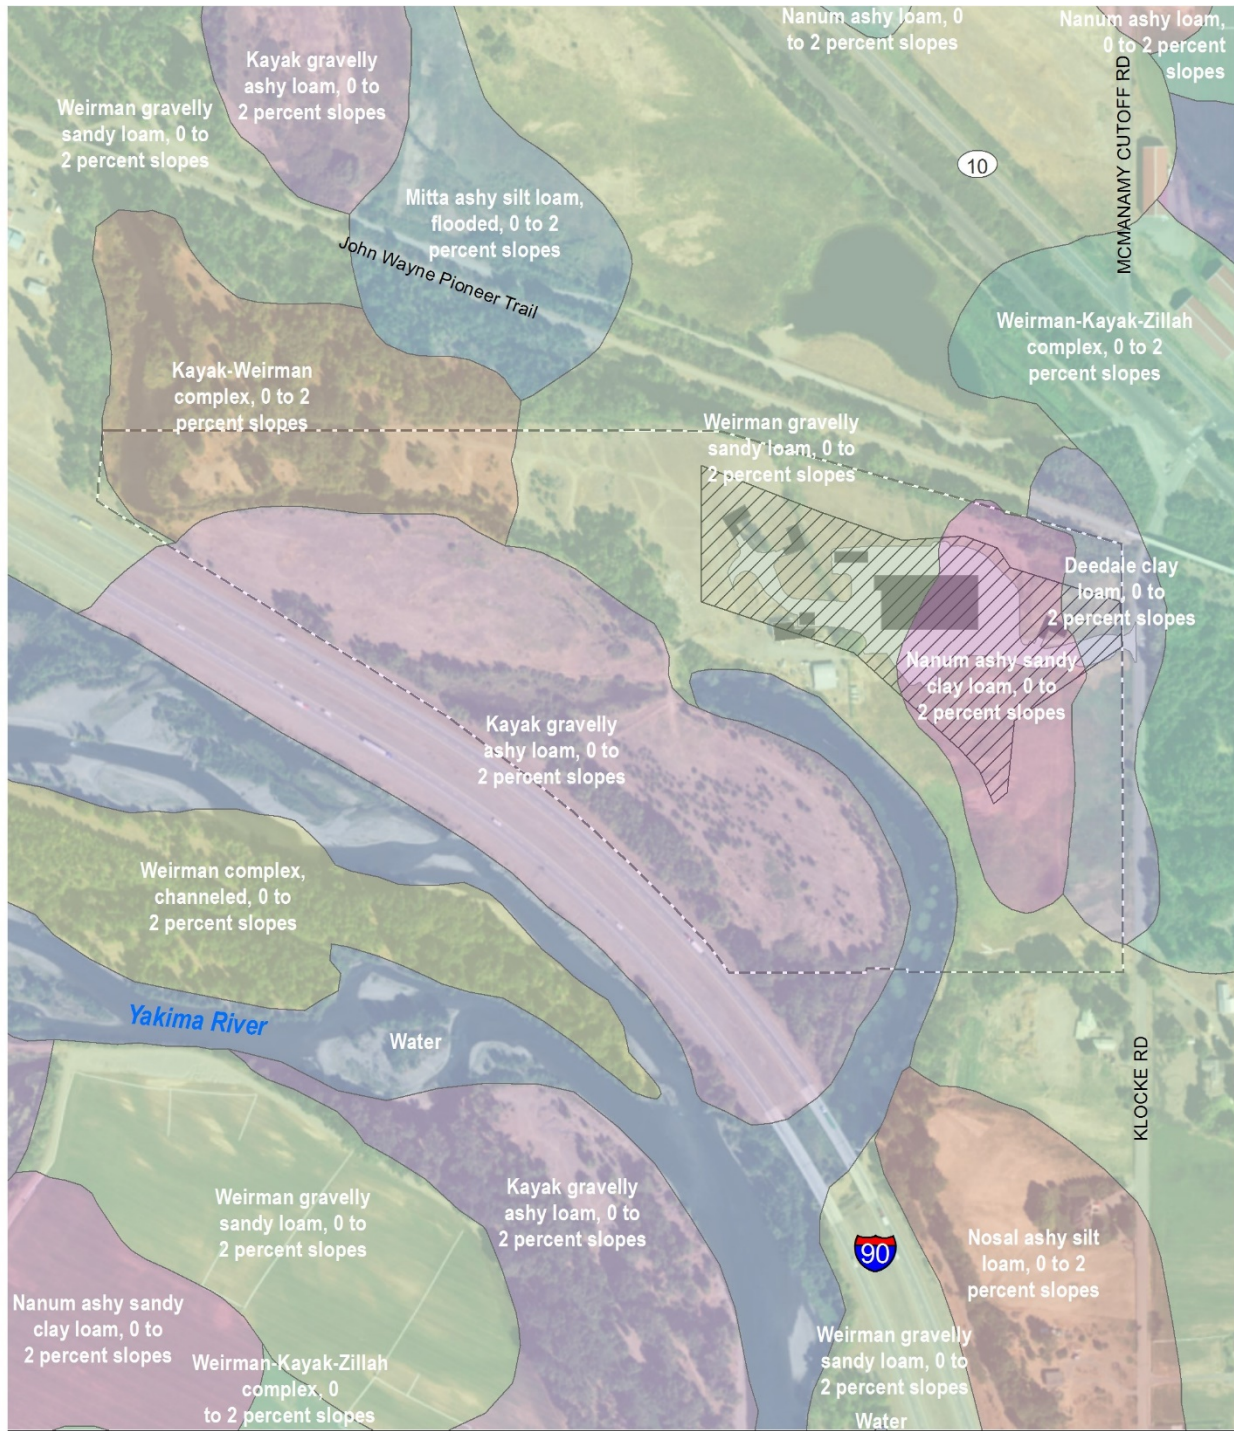 Nanum ashy loam, 0
to 2 percent slopes
Nanum ashy loam,
0 to 2 percent
slopes
Kayak gravelly
ashy loam, 0 to
2 percent slopes
Weirman gravelly
sandy loam, 0 to
2 percent slopes
MCMANAMY CUTOFF RD
10
Mitta ashy silt loam,
flooded, 0 to 2
percent slopes
John Wayne Pioneer Trail
Weirman-Kayak-Zillah
complex, 0 to 2
percent slopes
Kayak-Weirman
complex, 0 to 2
percent slopes
Weirman gravelly
sandy loam, 0 to
2 percent slopes
Deedale clay
loam, 0 to
2 percent slopes
Nanum ashy sandy
clay loam, 0 to
2 percent slopes
Kayak gravelly
ashy loam, 0 to
2 percent slopes
Weirman complex,
channeled, 0 to
2 percent slopes
Yakima River
Water
KLOCKE RD
Kayak gravelly
ashy loam, 0 to
2 percent slopes
Weirman gravelly
sandy loam, 0 to
2 percent slopes
90
Nosal ashy silt
loam, 0 to 2
percent slopes
Nanum ashy sandy
clay loam, 0 to
2 percent slopes
Weirman-Kayak-Zillah
complex, 0
to 2 percent slopes
Weirman gravelly
sandy loam, 0 to
2 percent slopes
Water